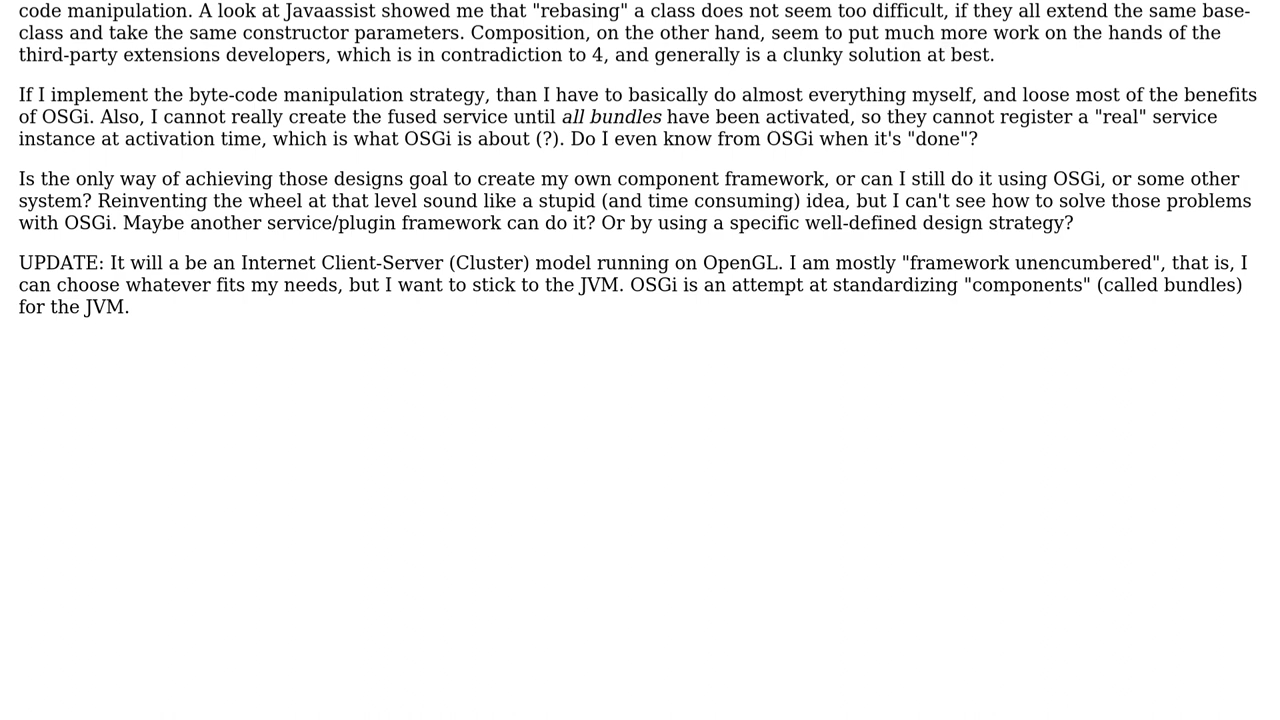 code manipulation. A look at Javaassist showed me that "rebasing" a class does not seem too difficult, if they all extend the same base-
class and take the same constructor parameters. Composition, on the other hand, seem to put much more work on the hands of the
third-party extensions developers, which is in contradiction to 4, and generally is a clunky solution at best.
If I implement the byte-code manipulation strategy, than I have to basically do almost everything myself, and loose most of the benefits
of OSGi. Also, I cannot really create the fused service until all bundles have been activated, so they cannot register a "real" service
instance at activation time, which is what OSGi is about (?). Do I even know from OSGi when it's "done"?
Is the only way of achieving those designs goal to create my own component framework, or can I still do it using OSGi, or some other
system? Reinventing the wheel at that level sound like a stupid (and time consuming) idea, but I can't see how to solve those problems
with OSGi. Maybe another service/plugin framework can do it? Or by using a specific well-defined design strategy?
UPDATE: It will a be an Internet Client-Server (Cluster) model running on OpenGL. I am mostly "framework unencumbered", that is, I
can choose whatever fits my needs, but I want to stick to the JVM. OSGi is an attempt at standardizing "components" (called bundles)
for the JVM.